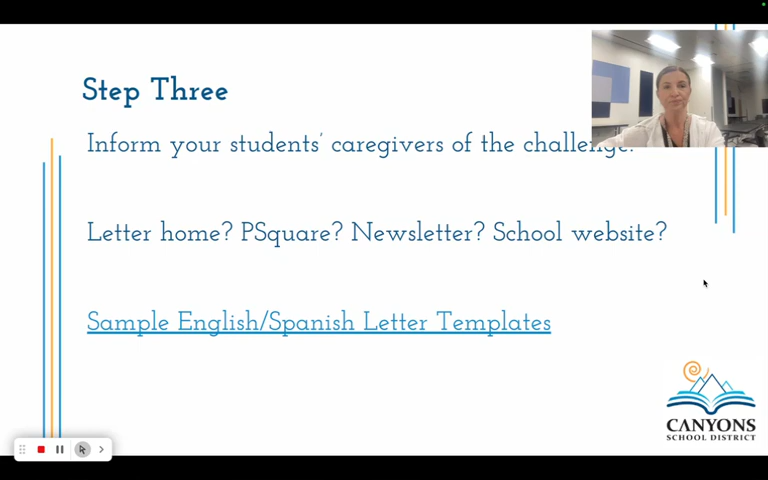 Step Three
Inform your students' caregivers of the challenge.
Letter home? PSquare? Newsletter? School website?
Sample English/Spanish Letter Templates
CANYONS
SCHOOL DISTRICT